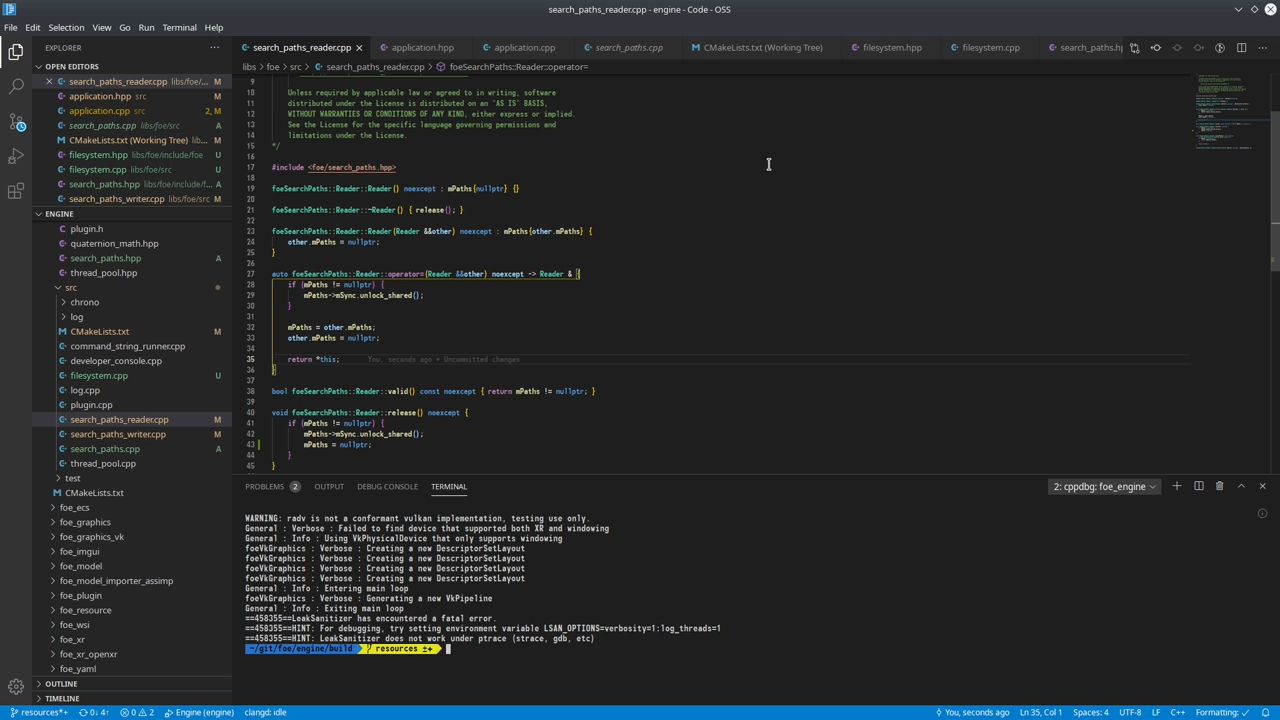 search_paths_reader.cpp - engine - Code - OSS
File Edit Selection View Go Run Terminal Help
EXPLORER
OPEN EDITORS
search_paths_reader.cpp libs/foe/... M
application.hpp src M
application.cpp src 2, M
search_paths.cpp libs/foe/src M
CMakeLists.txt (Working Tree) M
filesystem.hpp libs/foe/include/foe U
filesystem.cpp libs/foe/src U
search_paths.hpp libs/foe/include/f... A
search_paths_writer.cpp libs/foe/src M
ENGINE
plugin.h
quaternion_math.hpp
search_paths.hpp A
thread_pool.hpp
src
chrono
log
CMakeLists.txt M
command_string_runner.cpp
developer_console.cpp
filesystem.cpp U
log.cpp
plugin.cpp
search_paths_reader.cpp M
search_paths_writer.cpp M
search_paths.cpp A
thread_pool.cpp
test
CMakeLists.txt
foe_ecs
foe_graphics
foe_graphics_vk
foe_imgui
foe_model
foe_model_importer_assimp
foe_plugin
foe_resource
foe_wsi
foe_xr
foe_xr_openxr
foe_yaml
OUTLINE
TIMELINE
search_paths_reader.cpp application.hpp application.cpp search_paths.cpp CMakeLists.txt (Working Tree) filesystem.hpp filesystem.cpp search_paths.h
libs > foe > src > search_paths_reader.cpp > foeSearchPaths::Reader::operator=
9
10 Unless required by applicable law or agreed to in writing, software
11 distributed under the License is distributed on an 'AS IS' BASIS,
12 WITHOUT WARRANTIES OR CONDITIONS OF ANY KIND, either express or implied.
13 See the License for the specific language governing permissions and
14 limitations under the License.
15 */
16
17 #include <foe/search_paths.hpp>
18
19 foeSearchPaths::Reader::Reader() noexcept : mPaths{nullptr} {}
20
21 foeSearchPaths::Reader::~Reader() { release(); }
22
23 foeSearchPaths::Reader::Reader(Reader &&other) noexcept : mPaths{other.mPaths} {
24 other.mPaths = nullptr;
25 }
26
27 auto foeSearchPaths::Reader::operator=(Reader &&other) noexcept -> Reader & {
28 if (mPaths != nullptr) {
29 mPaths->mSync.unlock_shared();
30 }
31
32 mPaths = other.mPaths;
33 other.mPaths = nullptr;
34
35 return *this; You, seconds ago • Uncommitted changes
36 }
37
38 bool foeSearchPaths::Reader::valid() const noexcept { return mPaths != nullptr; }
39
40 void foeSearchPaths::Reader::release() noexcept {
41 if (mPaths != nullptr) {
42 mPaths->mSync.unlock_shared();
43 mPaths = nullptr;
44 }
45 }
PROBLEMS 2 OUTPUT DEBUG CONSOLE TERMINAL 2: cppdbg: foe_engine
WARNING: radv is not a conformant vulkan implementation, testing use only.
General : Verbose : Failed to find device that supported both XR and windowing
General : Info : Using VkPhysicalDevice that only supports windowing
foeVkGraphics : Verbose : Creating a new DescriptorSetLayout
foeVkGraphics : Verbose : Creating a new DescriptorSetLayout
foeVkGraphics : Verbose : Creating a new DescriptorSetLayout
foeVkGraphics : Verbose : Creating a new DescriptorSetLayout
General : Info : Entering main loop
foeVkGraphics : Verbose : Generating a new VkPipeline
General : Info : Exiting main loop
==458355==LeakSanitizer has encountered a fatal error.
==458355==HINT: For debugging, try setting environment variable LSAN_OPTIONS=verbosity=1:log_threads=1
==458355==HINT: LeakSanitizer does not work under ptrace (strace, gdb, etc)
~/git/foe/engine/build resources ±+
resources*+ 0↓ 4↑ 0 2 Engine (engine) clangd: idle You, seconds ago Ln 35, Col 1 Spaces: 4 UTF-8 LF C++ Formatting: ✓